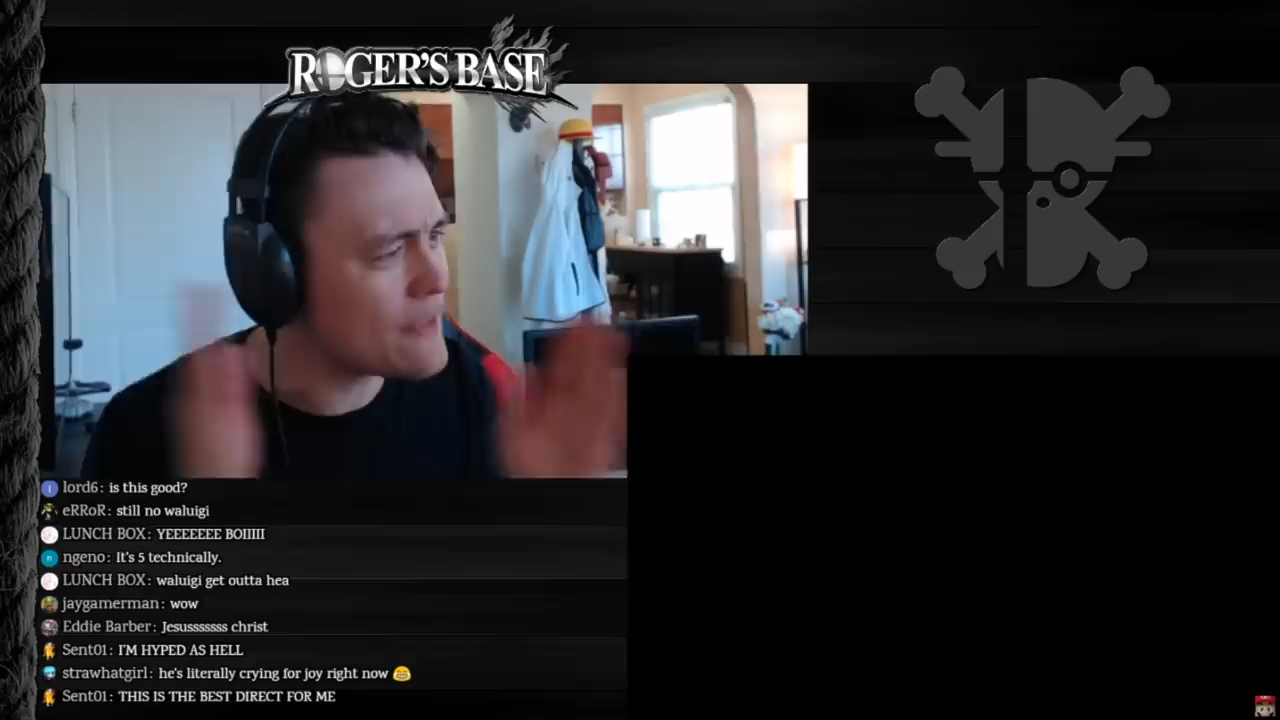 ROGER'S BASE
lord6: is this good?
eRRoR: still no waluigi
LUNCH BOX: YEEEEEEE BOIIIII
ngeno: It's 5 technically.
LUNCH BOX: waluigi get outta hea
jaygamerman: wow
Eddie Barber: Jesusssssss christ
Sent01: I'M HYPED AS HELL
strawhatgirl: he's literally crying for joy right now 😂
Sent01: THIS IS THE BEST DIRECT FOR ME